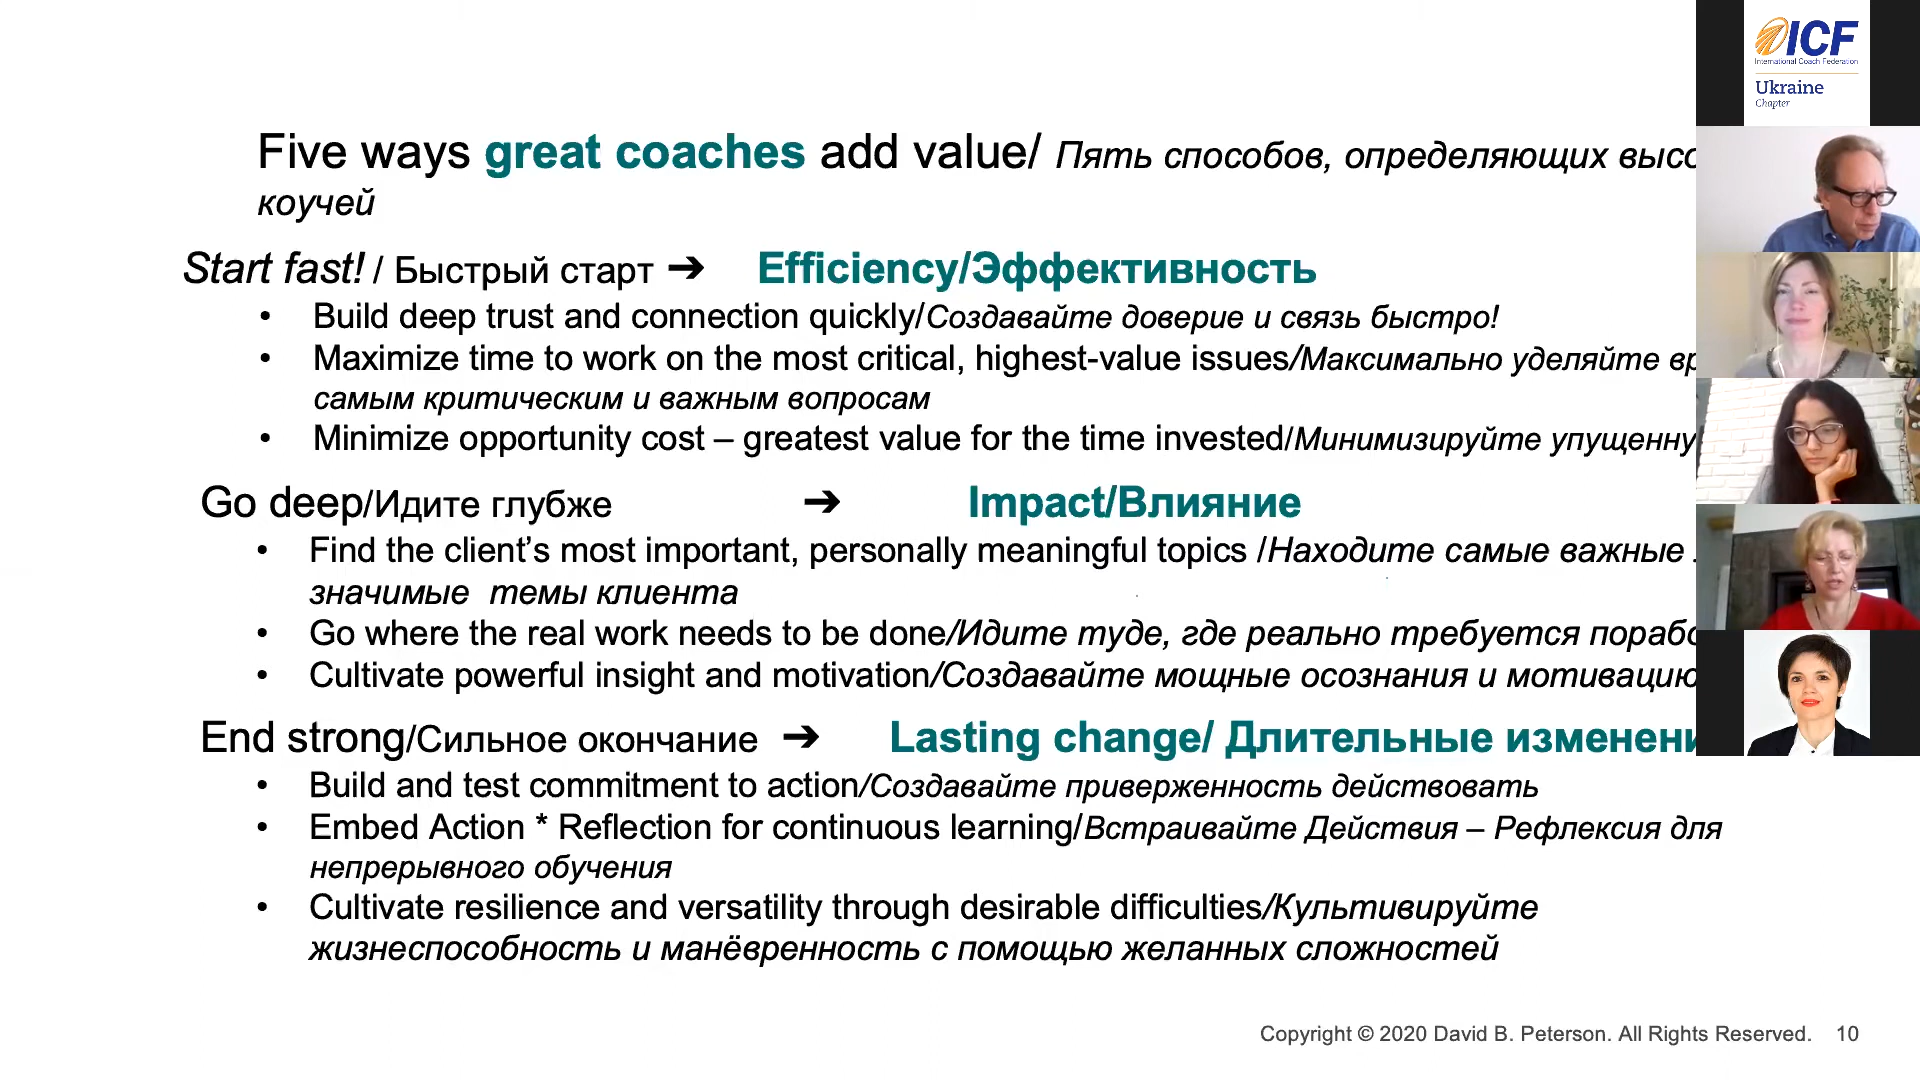 ICF
International Coach Federation
Ukraine
Chapter
Five ways great coaches add value/ Пять способов, определяющих
коучей
Start fast! / Быстрый старт ➔ Efficiency/Эффективность
• Build deep trust and connection quickly/Создавайте доверие и связь быстро!
• Maximize time to work on the most critical, highest-value issues/Максимально уделяйте
самым критическим и важным вопросам
• Minimize opportunity cost – greatest value for the time invested/Минимизируйте
Go deep/Идите глубже ➔ Impact/Влияние
• Find the client’s most important, personally meaningful topics /Находите самые важные
значимые темы клиента
• Go where the real work needs to be done/Идите туде, где реально требуется
• Cultivate powerful insight and motivation/Создавайте мощные осознания и мотивацию
End strong/Сильное окончание ➔ Lasting change/ Длительные
• Build and test commitment to action/Создавайте приверженность действовать
• Embed Action * Reflection for continuous learning/Встраивайте Действия – Рефлексия для
непрерывного обучения
• Cultivate resilience and versatility through desirable difficulties/Культивируйте
жизнеспособность и манёвренность с помощью желанных сложностей
Copyright © 2020 David B. Peterson. All Rights Reserved. 10